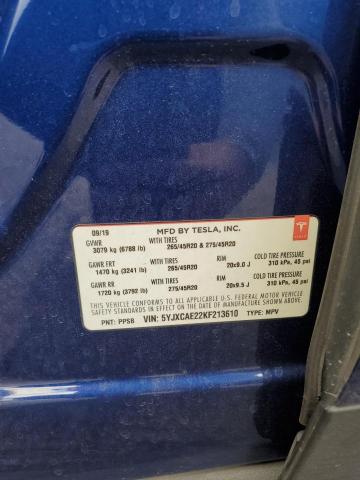 09/19 MFD BY TESLA, INC.
GVWR WITH TIRES
3079 kg (6788 lb) 265/45R20 & 275/45R20
GAWR FRT WITH TIRES RIM COLD TIRE PRESSURE
1470 kg (3241 lb) 265/45R20 20x9.0 J 310 kPa, 45 psi
GAWR RR WITH TIRES RIM COLD TIRE PRESSURE
1720 kg (3792 lb) 275/45R20 20x9.5 J 310 kPa, 45 psi
THIS VEHICLE CONFORMS TO ALL APPLICABLE U.S. FEDERAL MOTOR VEHICLE
SAFETY STANDARDS IN EFFECT ON THE DATE OF MANUFACTURE SHOWN ABOVE.
PNT: PPSB VIN: 5YJXCAE22KF213610 TYPE: MPV